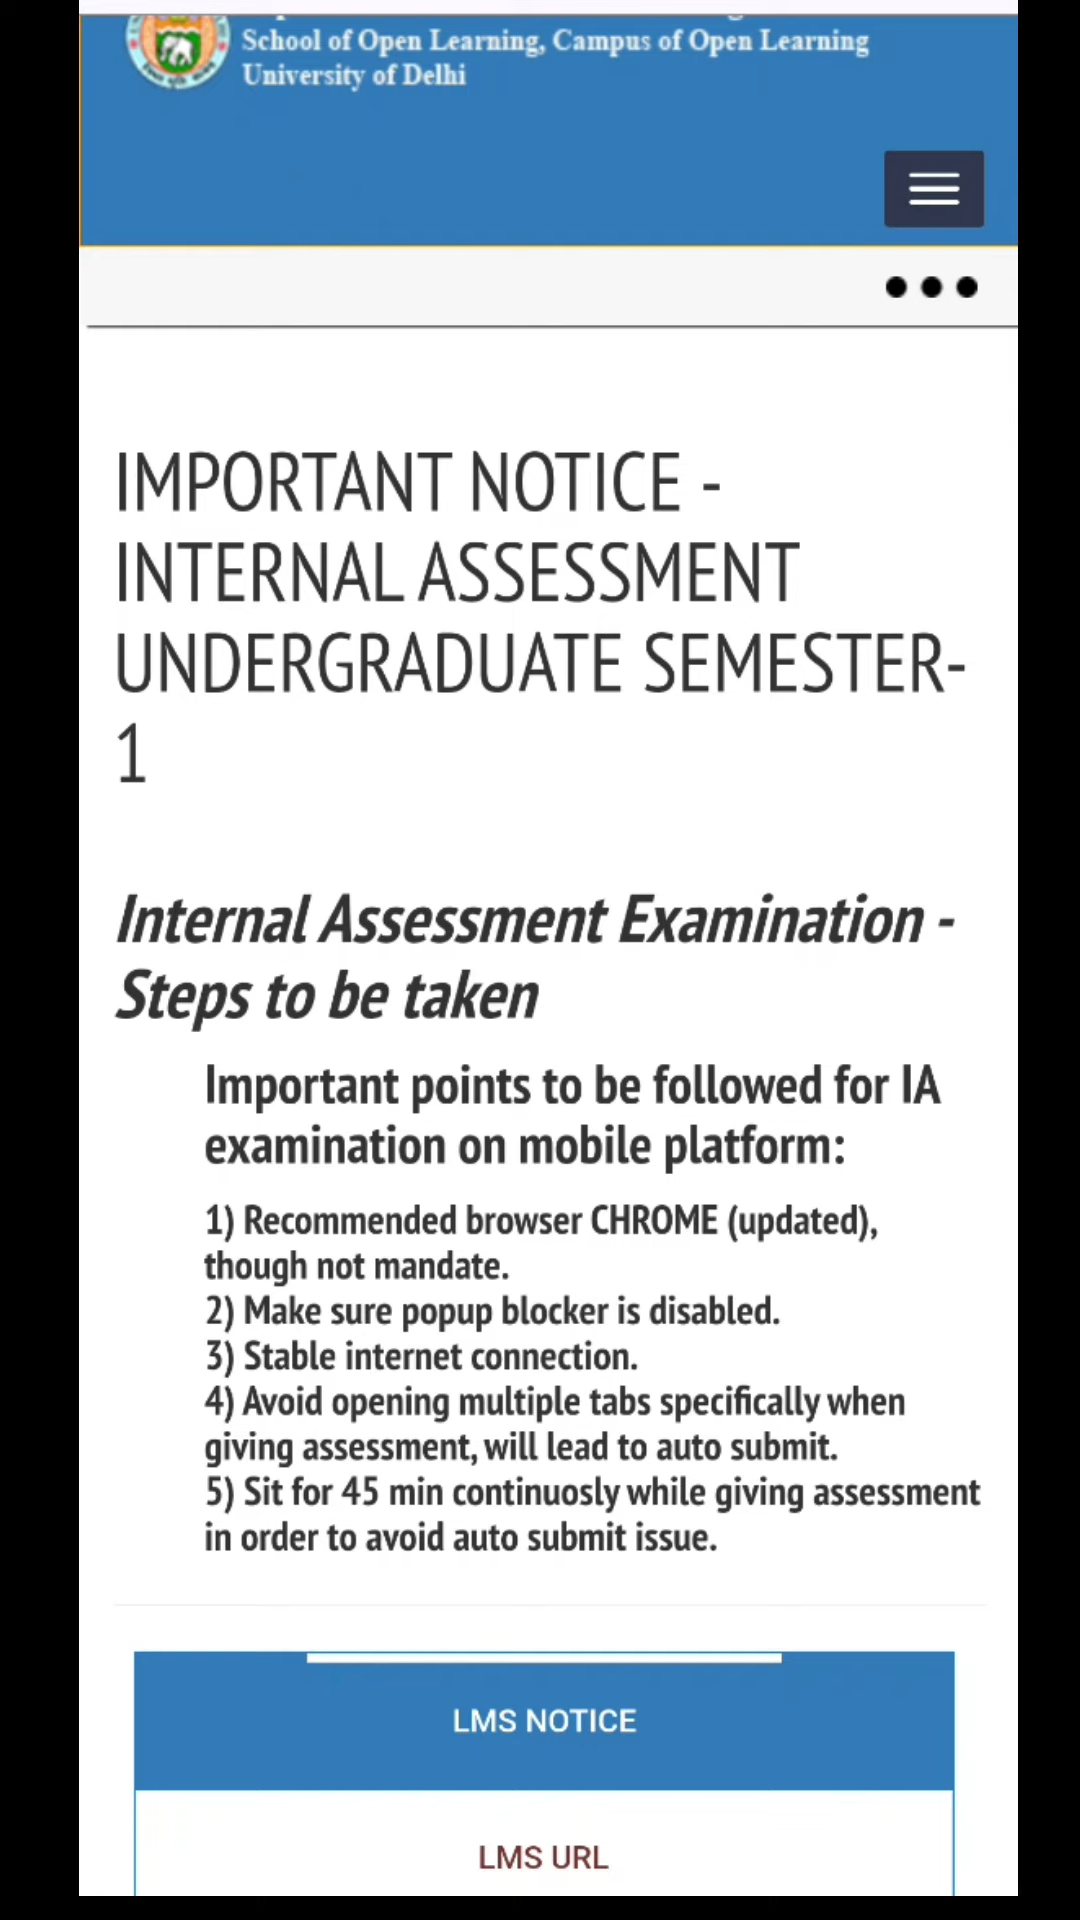 School of Open Learning, Campus of Open Learning
University of Delhi
IMPORTANT NOTICE -
INTERNAL ASSESSMENT
UNDERGRADUATE SEMESTER-
1
Internal Assessment Examination -
Steps to be taken
Important points to be followed for IA
examination on mobile platform:
1) Recommended browser CHROME (updated),
though not mandate.
2) Make sure popup blocker is disabled.
3) Stable internet connection.
4) Avoid opening multiple tabs specifically when
giving assessment, will lead to auto submit.
5) Sit for 45 min continuosly while giving assessment
in order to avoid auto submit issue.
LMS NOTICE
LMS URL